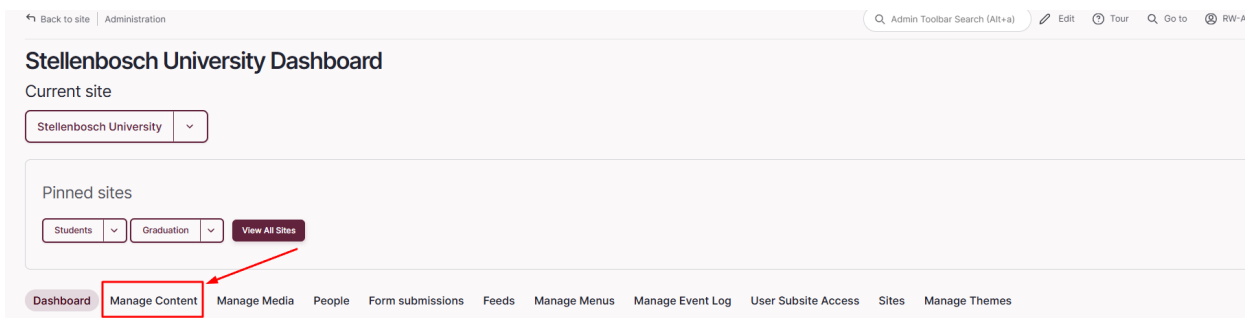 Back to site Administration Admin Toolbar Search (Alt+a) Edit Tour Go to RW-A
Stellenbosch University Dashboard
Current site
Stellenbosch University
Pinned sites
Students Graduation View All Sites
Dashboard Manage Content Manage Media People Form submissions Feeds Manage Menus Manage Event Log User Subsite Access Sites Manage Themes